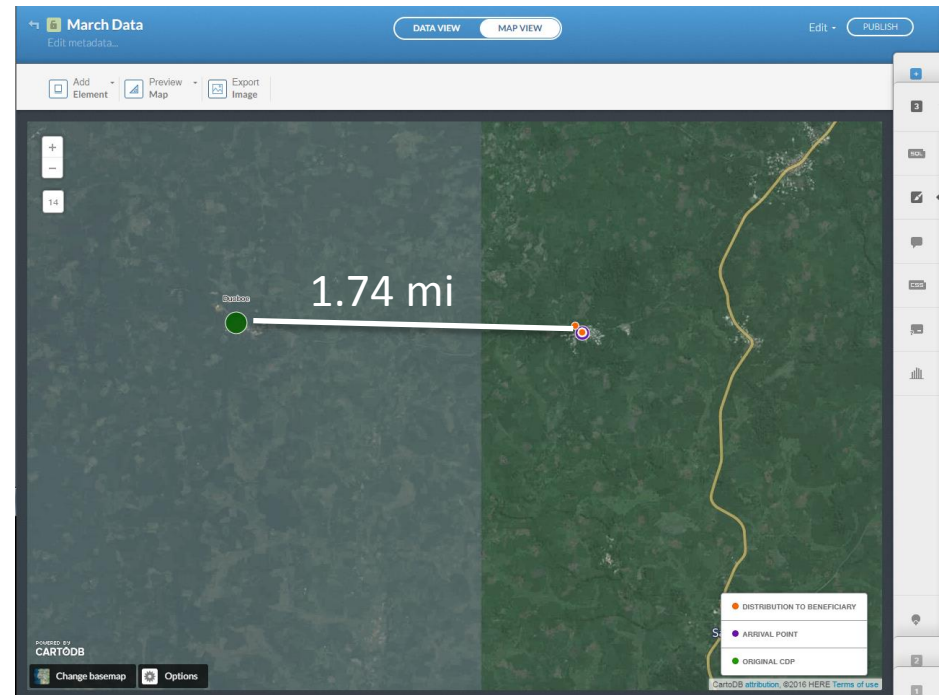 March Data
Edit metadata...
DATA VIEW
MAP VIEW
Edit
PUBLISH
Add
Element
Preview
Map
Export
Image
+
3
+
−
SQL
14
1.74 mi
CSS
DISTRIBUTION TO BENEFICIARY
ARRIVAL POINT
ORIGINAL CDP
POWERED BY
CARTODB
2
Change basemap
Options
CartoDB attribution, ©2016 HERE Terms of use
1